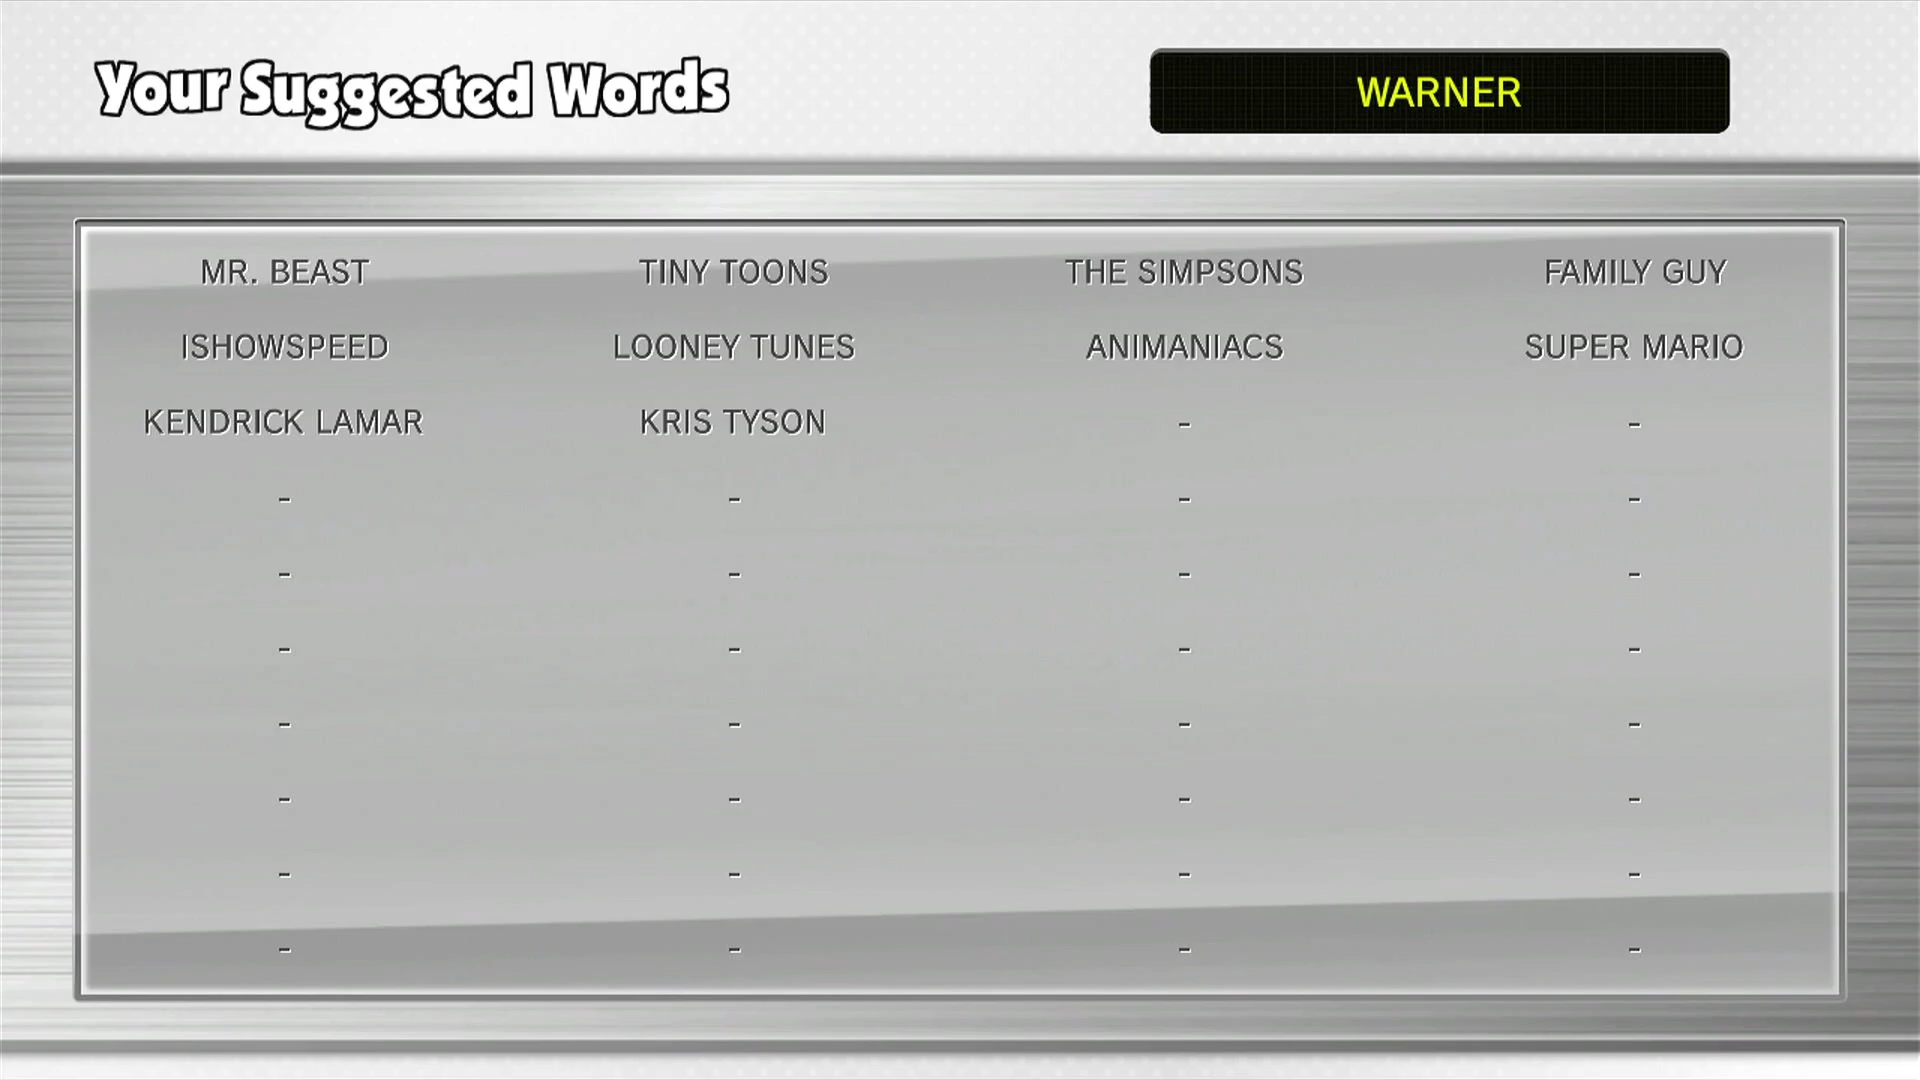 Your Suggested Words
WARNER
MR. BEAST TINY TOONS THE SIMPSONS FAMILY GUY
ISHOWSPEED LOONEY TUNES ANIMANIACS SUPER MARIO
KENDRICK LAMAR KRIS TYSON - -
- - - -
- - - -
- - - -
- - - -
- - - -
- - - -
- - - -